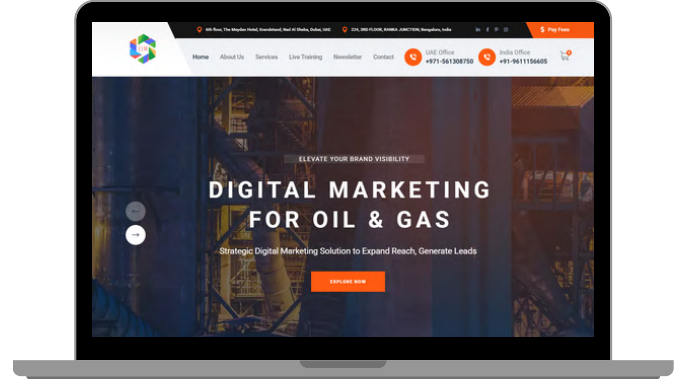 6th floor, The Meydan Hotel, Grandstand, Nad Al Sheba, Dubai, UAE
224, 3RD FLOOR, RANKA JUNCTION, Bengaluru, India
$ Pay Fees
Home
About Us
Services
Live Training
Newsletter
Contact
UAE Office
+971-561308750
India Office
+91-9611156605
ELEVATE YOUR BRAND VISIBILITY
DIGITAL MARKETING
FOR OIL & GAS
Strategic Digital Marketing Solution to Expand Reach, Generate Leads
EXPLORE NOW